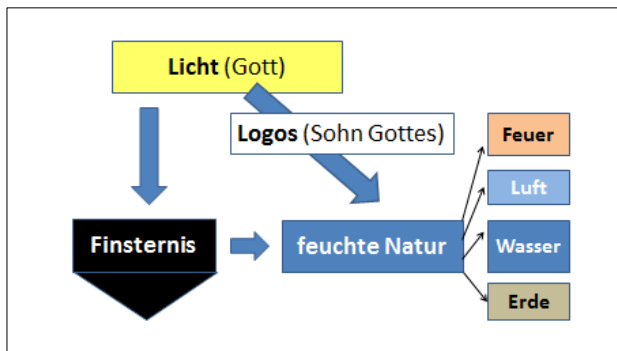 Licht (Gott)
Logos (Sohn Gottes)
Feuer
Luft
Finsternis
feuchte Natur
Wasser
Erde